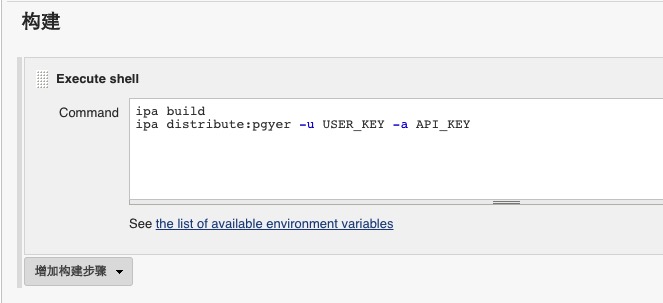 构建
Execute shell
Command
ipa build
ipa distribute:pgyer -u USER_KEY -a API_KEY
See the list of available environment variables
增加构建步骤